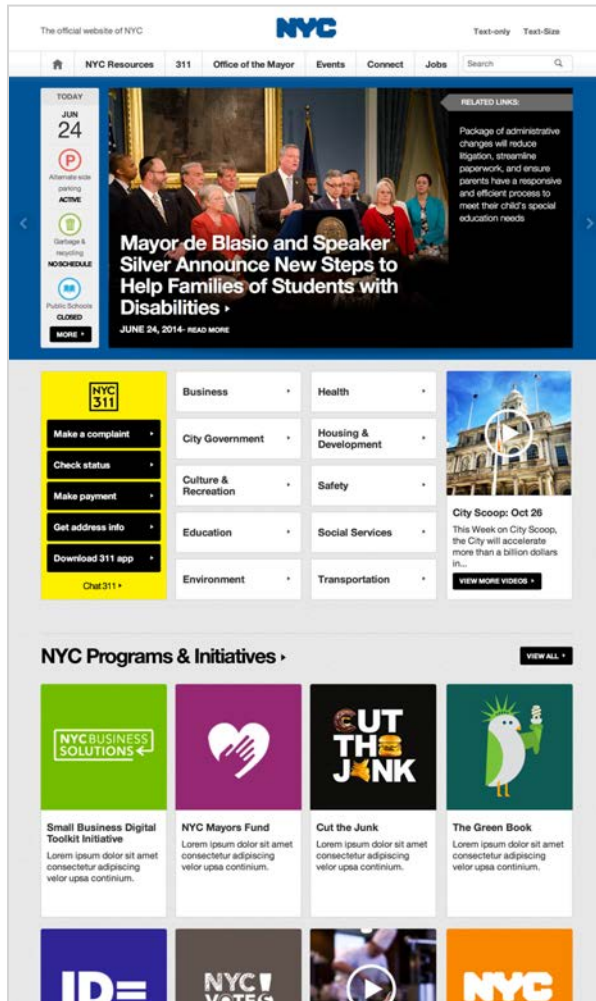 The official website of NYC
NYC
Text-only Text-Size
NYC Resources 311 Office of the Mayor Events Connect Jobs Search
TODAY
JUN
24
P
Alternate side
parking
ACTIVE
Garbage &
recycling
NO SCHEDULE
Public Schools
CLOSED
MORE
Mayor de Blasio and Speaker
Silver Announce New Steps to
Help Families of Students with
Disabilities
JUNE 24, 2014- READ MORE
RELATED LINKS:
Package of administrative
changes will reduce
litigation, streamline
paperwork, and ensure
parents have a responsive
and efficient process to
meet their child's special
education needs
NYC
311
Make a complaint
Check status
Make payment
Get address info
Download 311 app
Chat 311
Business
City Government
Culture &
Recreation
Education
Environment
Health
Housing &
Development
Safety
Social Services
Transportation
City Scoop: Oct 26
This Week on City Scoop,
the City will accelerate
more than a billion dollars
in...
VIEW MORE VIDEOS
NYC Programs & Initiatives
VIEW ALL
NYC BUSINESS
SOLUTIONS
Small Business Digital
Toolkit Initiative
Lorem ipsum dolor sit amet
consectetur adipiscing
velor upsa continium.
NYC Mayors Fund
Lorem ipsum dolor sit amet
consectetur adipiscing
velor upsa continium.
CUT
THE
JUNK
Cut the Junk
Lorem ipsum dolor sit amet
consectetur adipiscing
velor upsa continium.
The Green Book
Lorem ipsum dolor sit amet
consectetur adipiscing
velor upsa continium.
ID=
NYC
VOTES
NYC